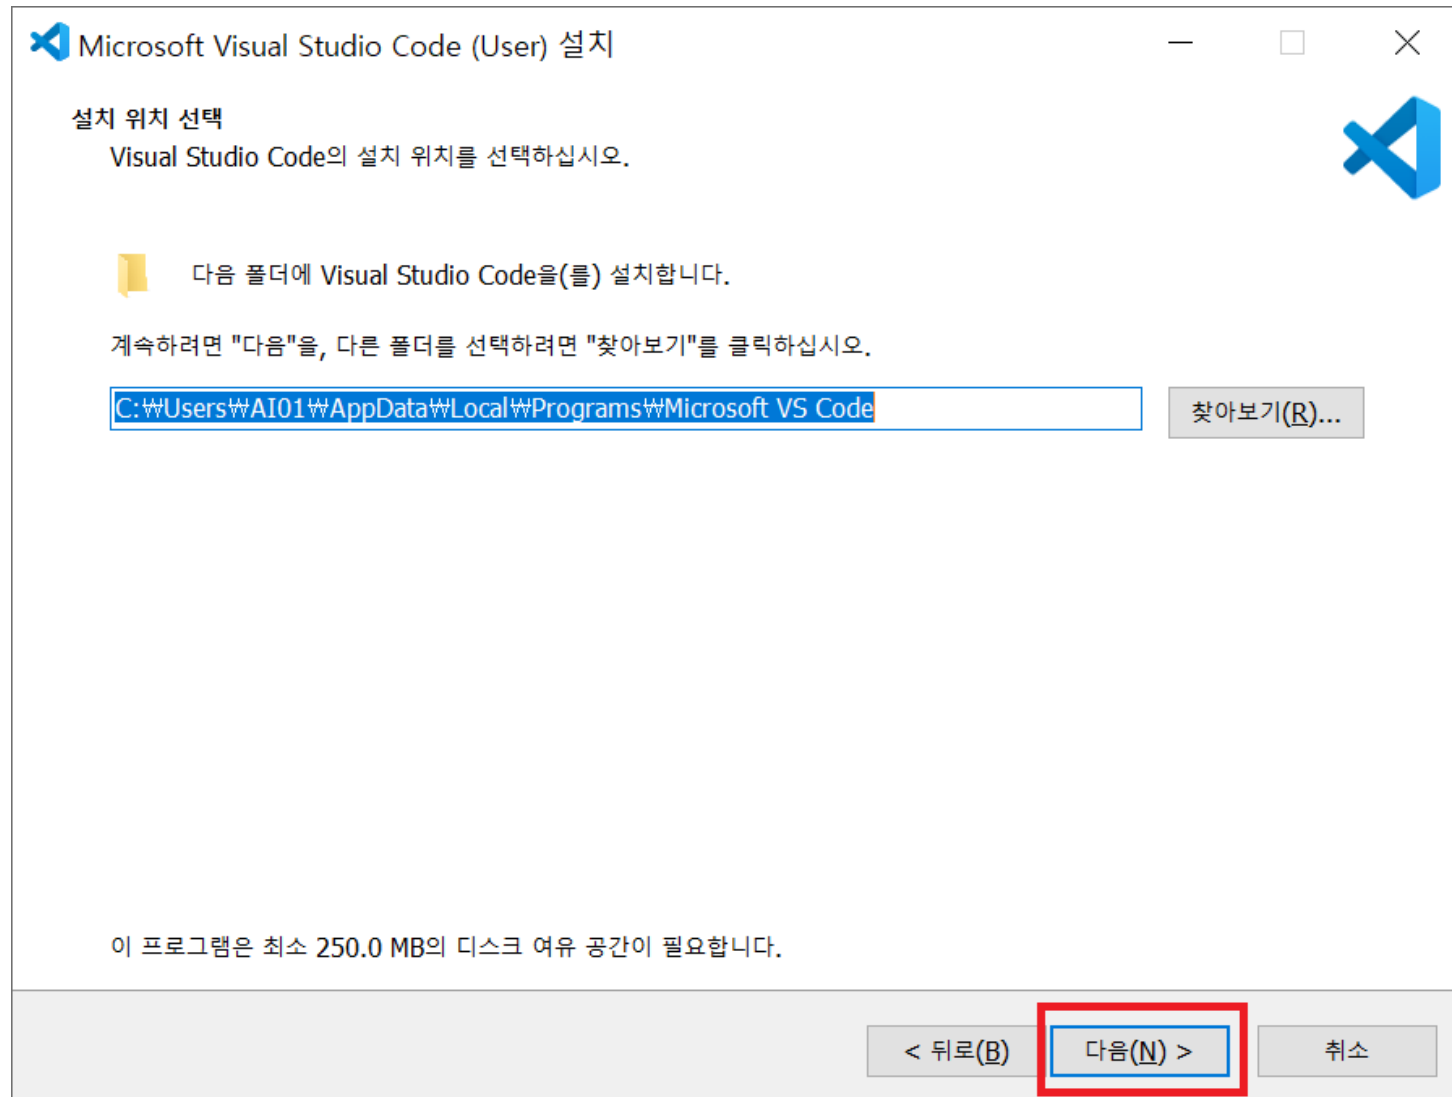 Microsoft Visual Studio Code (User) 설치
설치 위치 선택
Visual Studio Code의 설치 위치를 선택하십시오.
다음 폴더에 Visual Studio Code을(를) 설치합니다.
계속하려면 "다음"을, 다른 폴더를 선택하려면 "찾아보기"를 클릭하십시오.
C:₩Users₩AI01₩AppData₩Local₩Programs₩Microsoft VS Code
찾아보기(R)...
이 프로그램은 최소 250.0 MB의 디스크 여유 공간이 필요합니다.
< 뒤로(B)
다음(N) >
취소